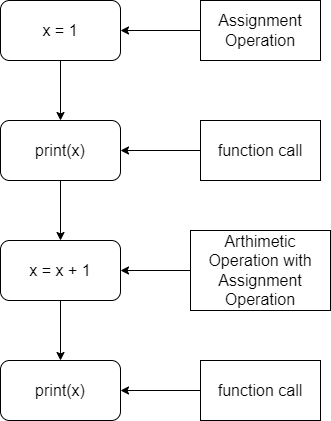 x = 1
Assignment
Operation
print(x)
function call
x = x + 1
Arthimetic
Operation with
Assignment
Operation
print(x)
function call